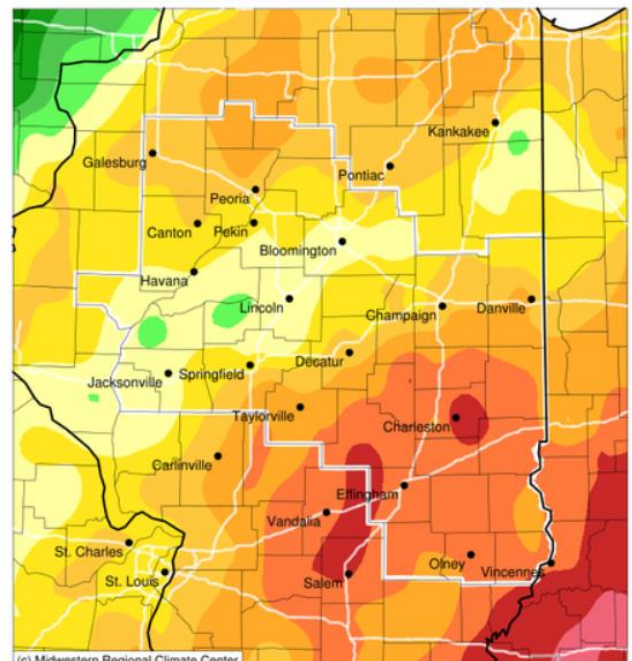 Kankakee
Galesburg
Pontiac
Peoria
Canton
Pekin
Bloomington
Havana
Lincoln
Champaign
Danville
Decatur
Jacksonville
Springfield
Taylorville
Charleston
Carlinville
Effingham
Vandalia
St. Charles
Olney
Vincennes
St. Louis
Salem
(c) Midwestern Regional Climate Center